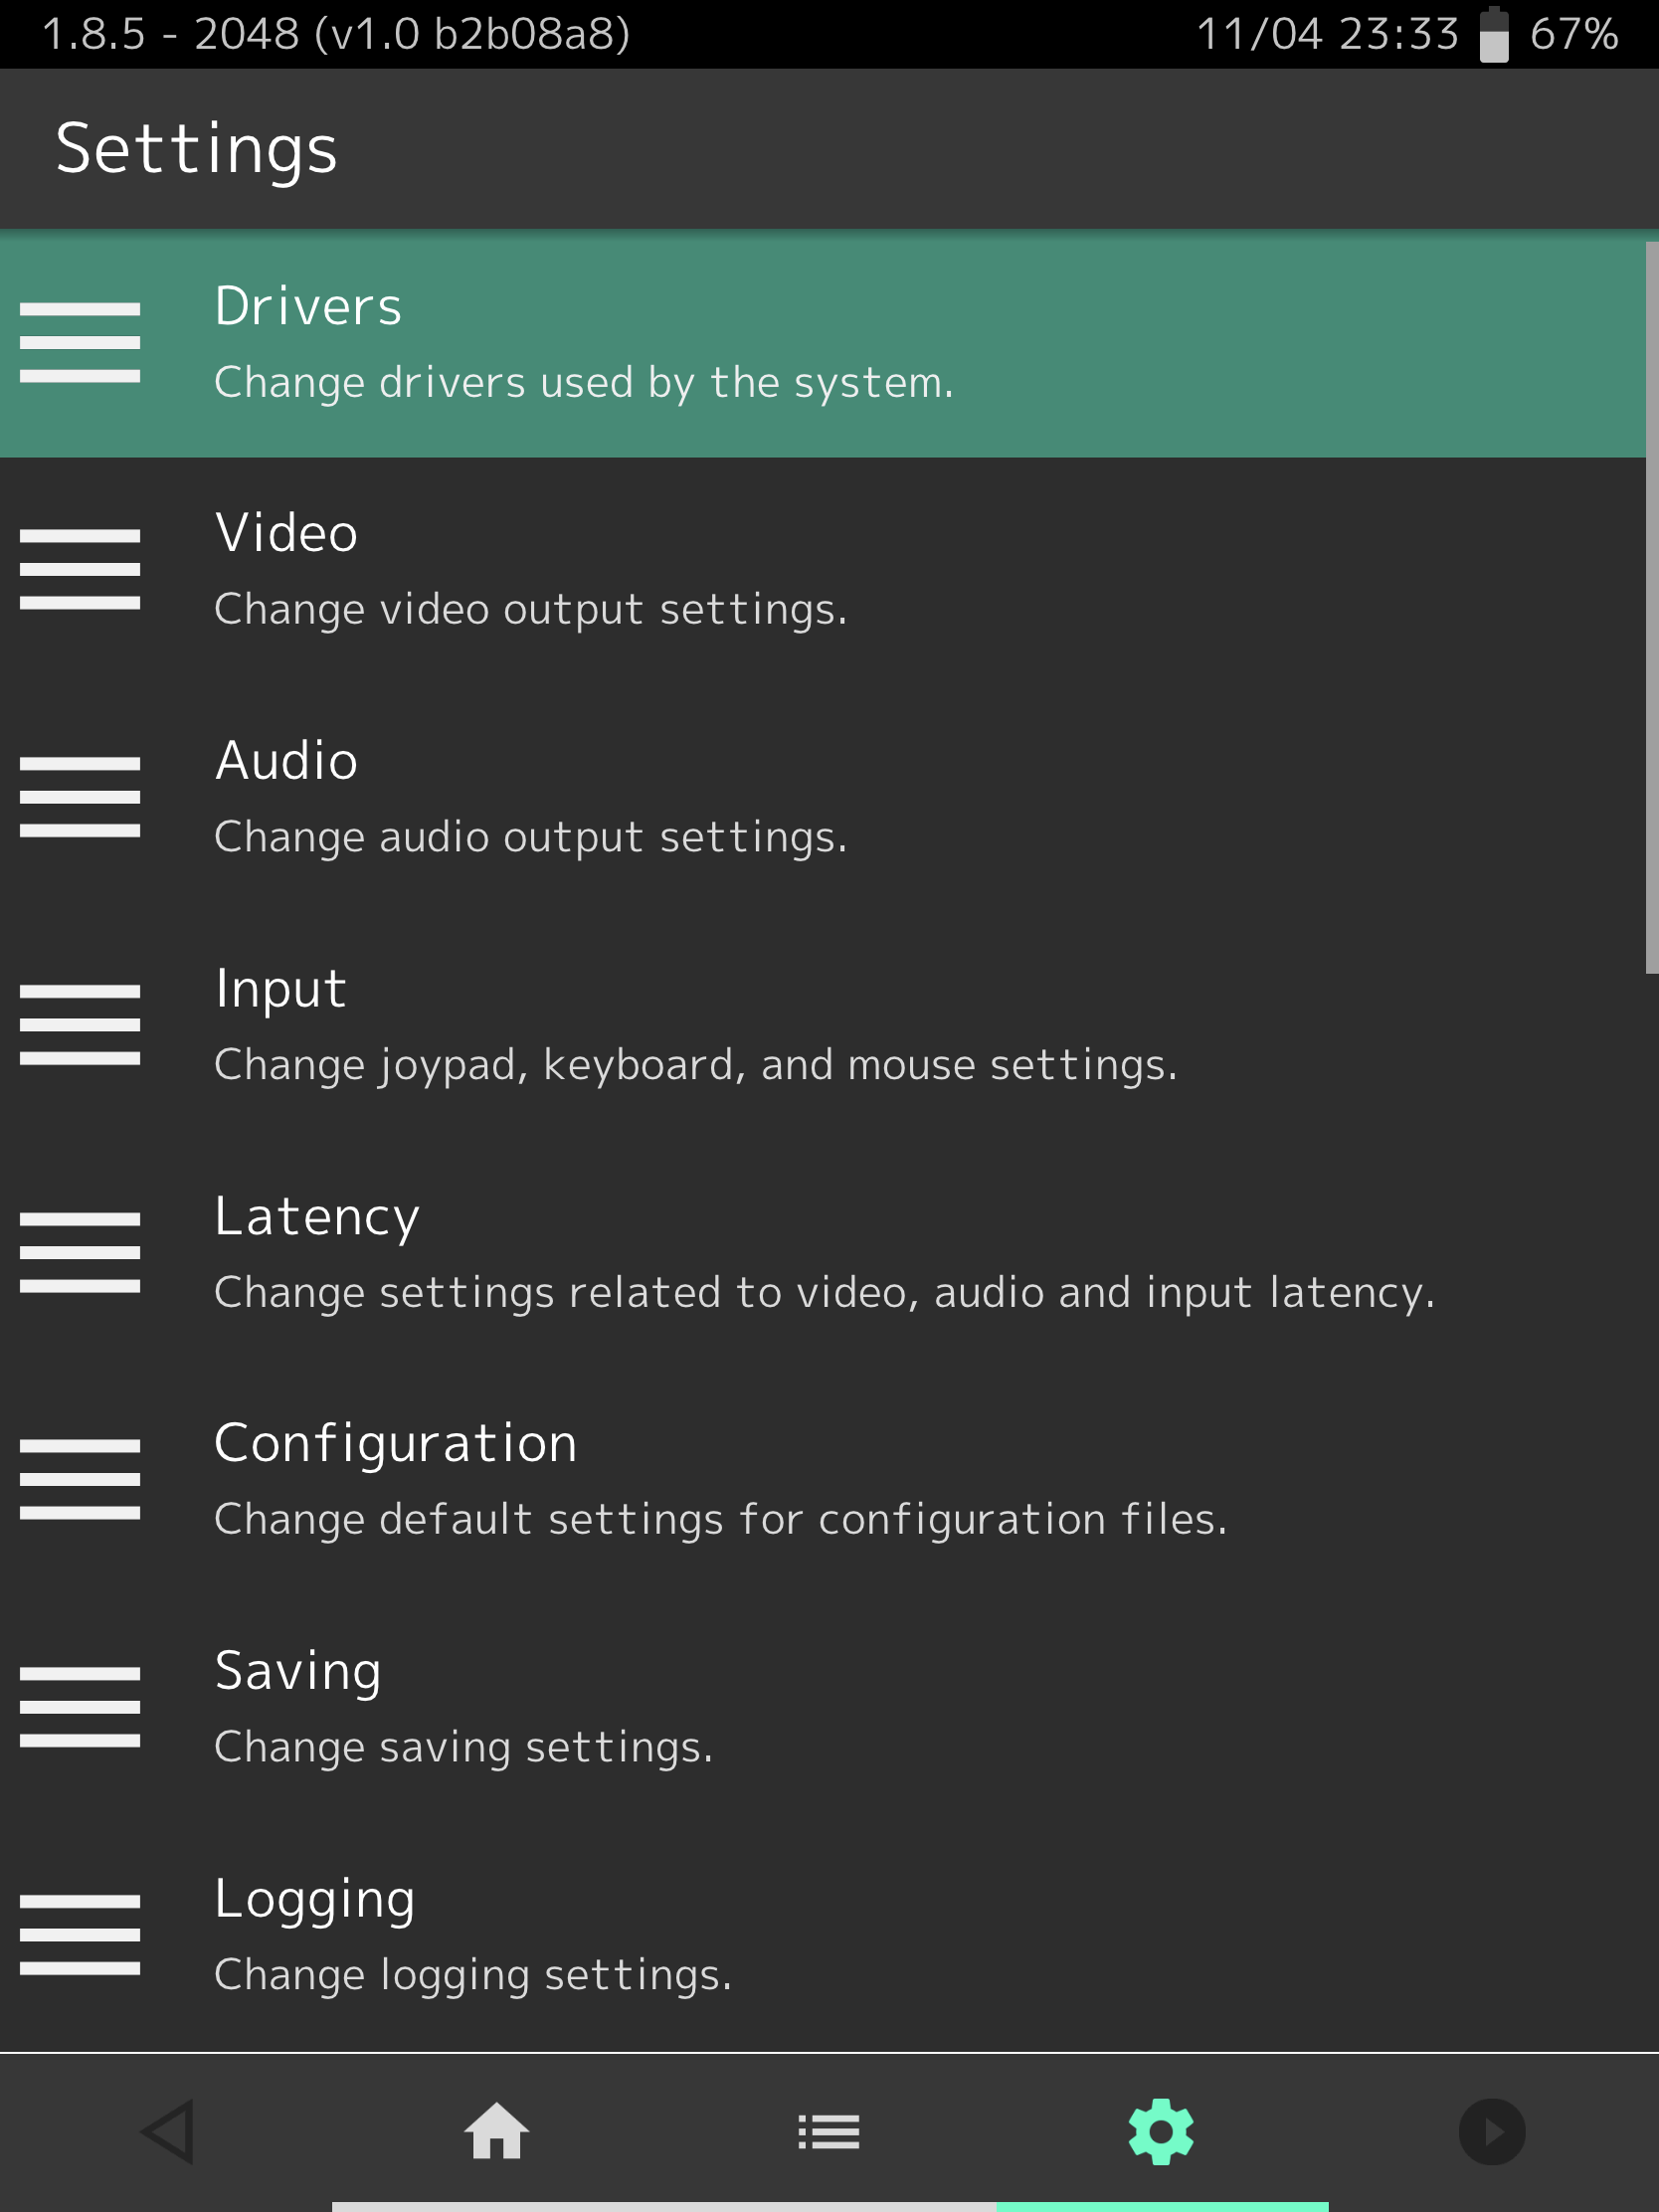 1.8.5 - 2048 (v1.0 b2b08a8)
11/04 23:33 67%
Settings
Drivers
Change drivers used by the system.
Video
Change video output settings.
Audio
Change audio output settings.
Input
Change joypad, keyboard, and mouse settings.
Latency
Change settings related to video, audio and input latency.
Configuration
Change default settings for configuration files.
Saving
Change saving settings.
Logging
Change logging settings.